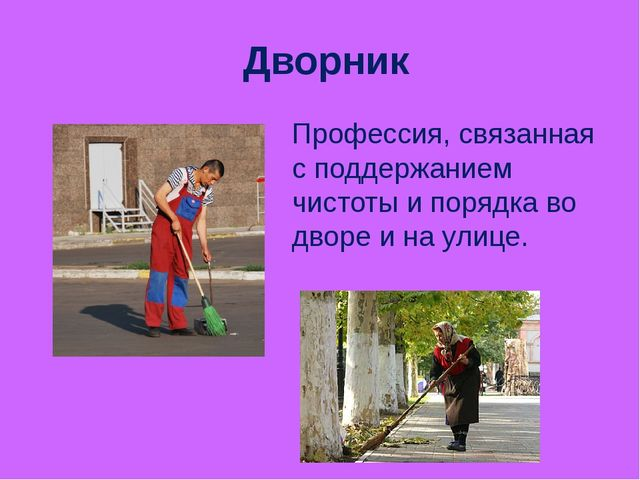 Дворник
Профессия, связанная
с поддержанием
чистоты и порядка во
дворе и на улице.